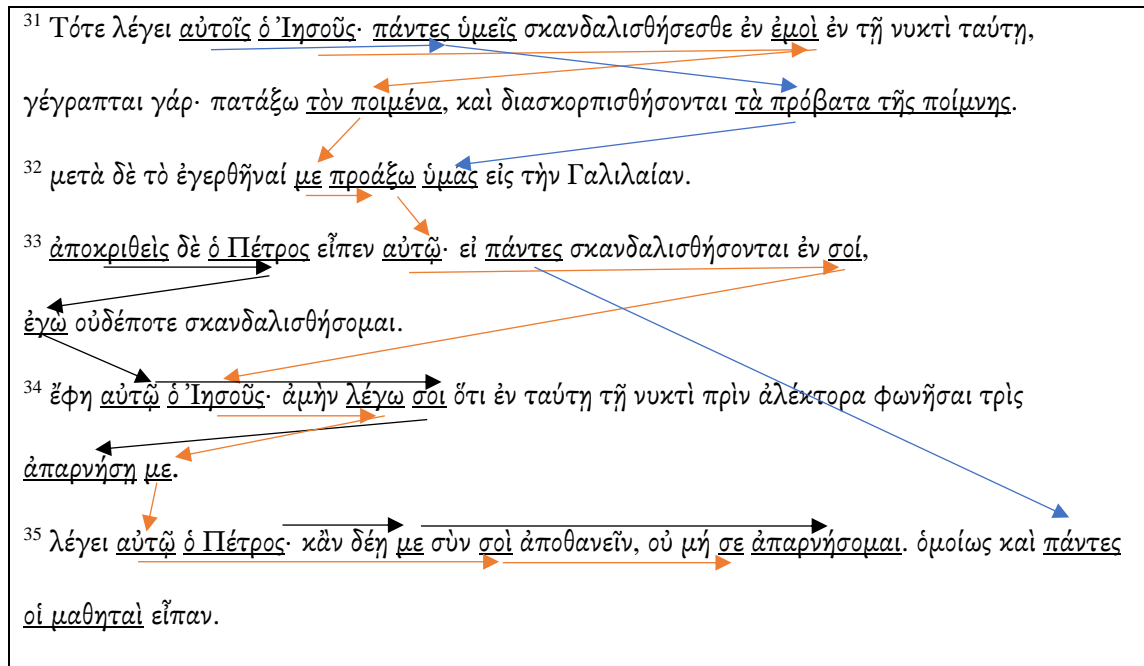 31 Τότε λέγει αὐτοῖς ὁ Ἰησοῦς· πάντες ὑμεῖς σκανδαλισθήσεσθε ἐν ἐμοὶ ἐν τῇ νυκτὶ ταύτῃ,
γέγραπται γάρ· πατάξω τὸν ποιμένα, καὶ διασκορπισθήσονται τὰ πρόβατα τῆς ποίμνης.
32 μετὰ δὲ τὸ ἐγερθῆναί με προάξω ὑμᾶς εἰς τὴν Γαλιλαίαν.
33 ἀποκριθεὶς δὲ ὁ Πέτρος εἶπεν αὐτῷ· εἰ πάντες σκανδαλισθήσονται ἐν σοί,
ἐγὼ οὐδέποτε σκανδαλισθήσομαι.
34 ἔφη αὐτῷ ὁ Ἰησοῦς· ἀμὴν λέγω σοι ὅτι ἐν ταύτῃ τῇ νυκτὶ πρὶν ἀλέκτορα φωνῆσαι τρὶς
ἀπαρνήσῃ με.
35 λέγει αὐτῷ ὁ Πέτρος· κἂν δέῃ με σὺν σοὶ ἀποθανεῖν, οὐ μή σε ἀπαρνήσομαι. ὁμοίως καὶ πάντες
οἱ μαθηταὶ εἶπαν.